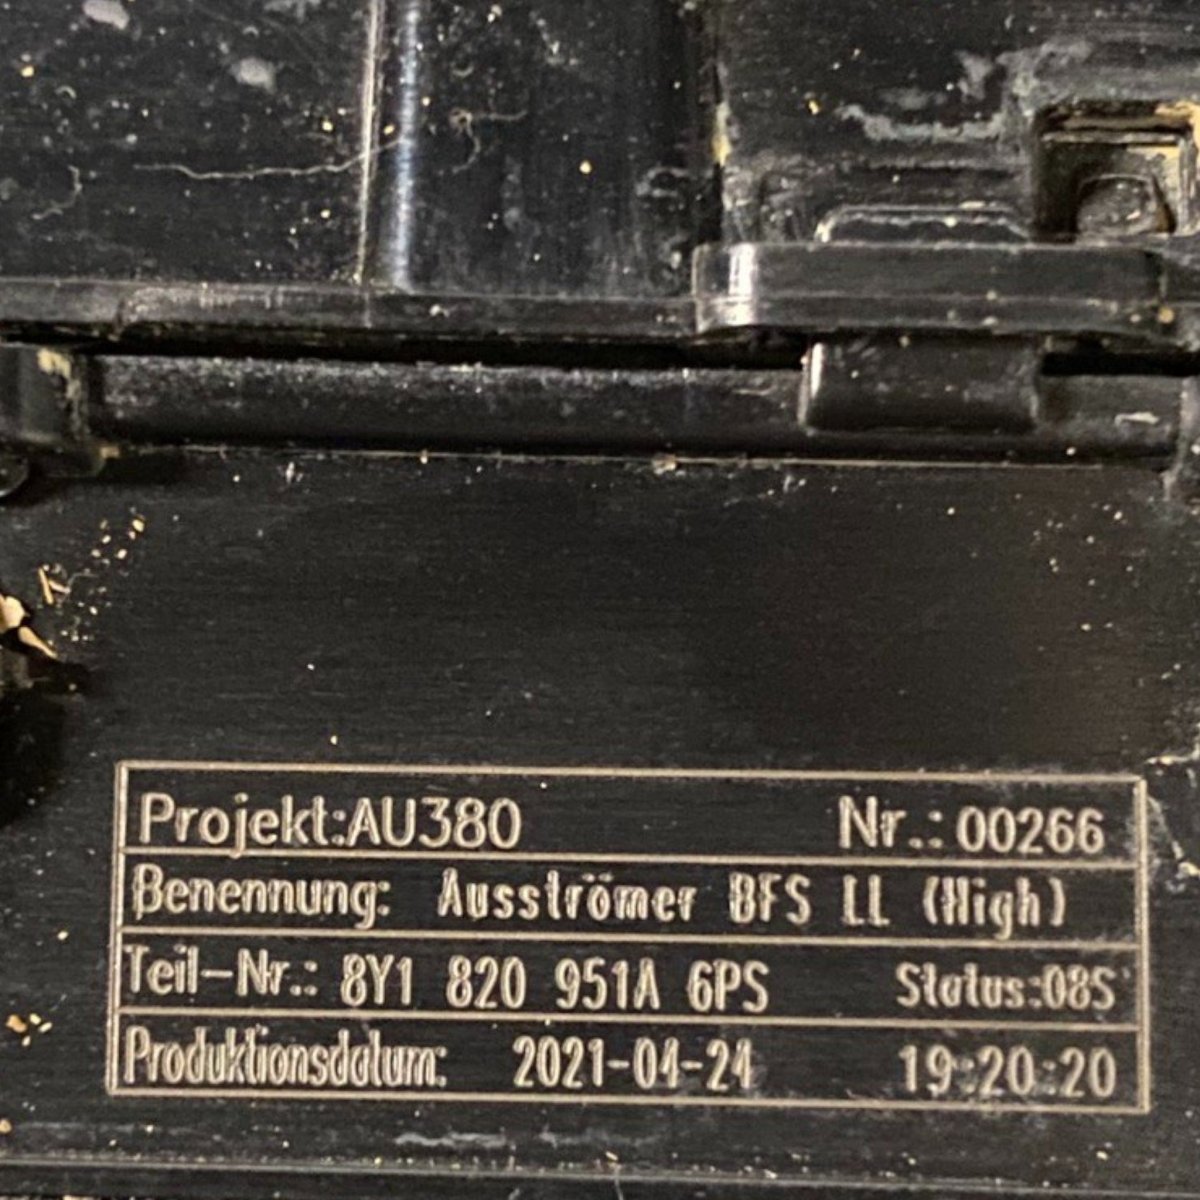 Projekt:AU380 Nr.: 00266
Benennung: Ausströmer BFS LL (High)
Teil-Nr.: 8Y1 820 951A 6PS Status:08S
Produktionsdatum: 2021-04-24 19:20:20